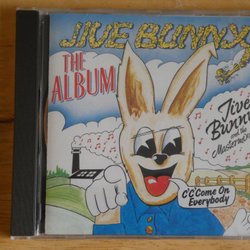 JIVE BUNNY
THE
ALBUM
Jive
Bunny
and the
Mastermixers
C'C'Come On
Everybody